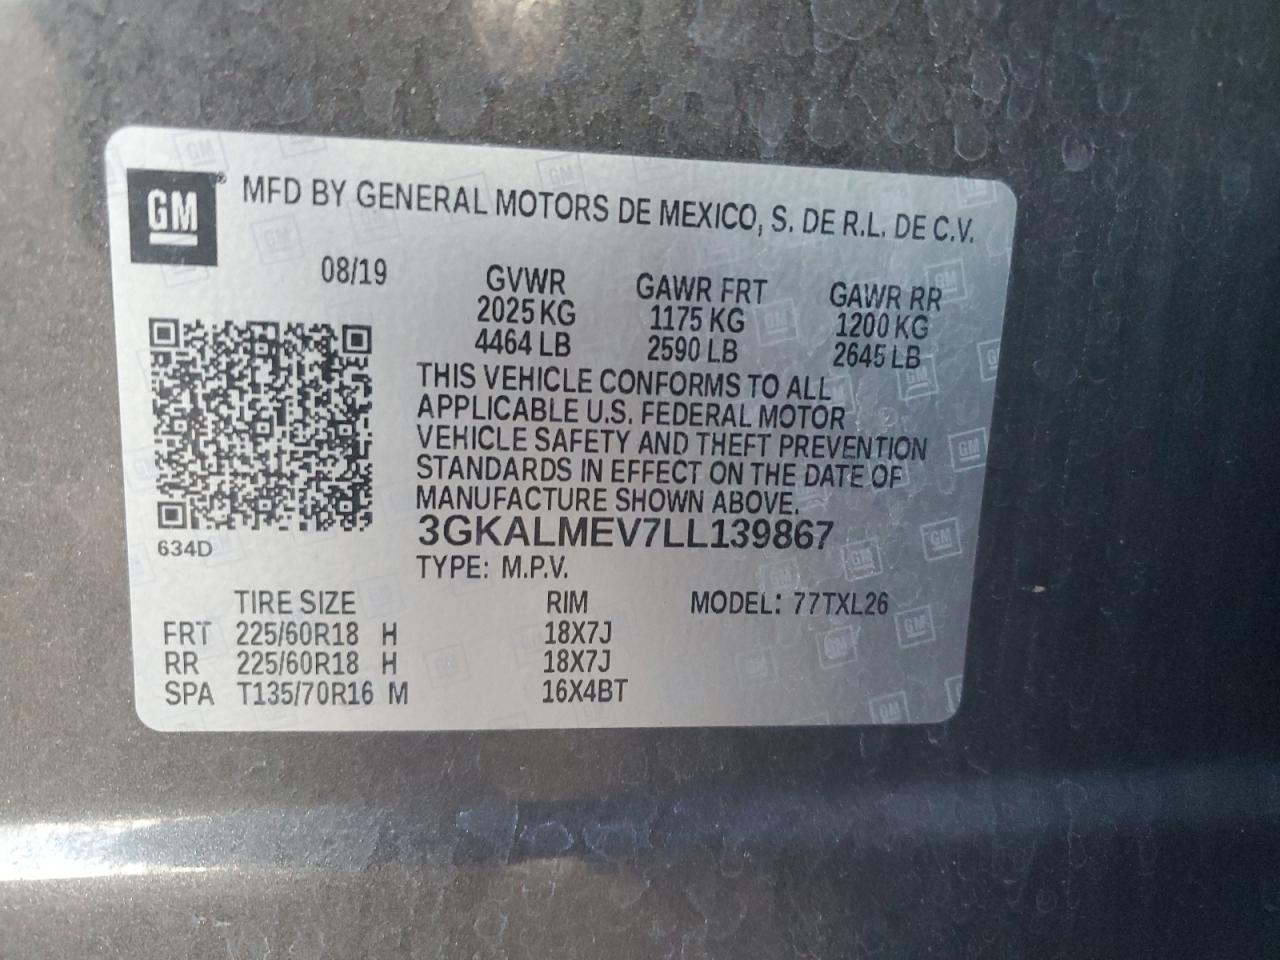 GM
MFD BY GENERAL MOTORS DE MEXICO, S. DE R.L. DE C.V.
08/19
GVWR GAWR FRT GAWR RR
2025 KG 1175 KG 1200 KG
4464 LB 2590 LB 2645 LB
THIS VEHICLE CONFORMS TO ALL
APPLICABLE U.S. FEDERAL MOTOR
VEHICLE SAFETY AND THEFT PREVENTION
STANDARDS IN EFFECT ON THE DATE OF
MANUFACTURE SHOWN ABOVE.
3GKALMEV7LL139867
634D
TYPE: M.P.V.
TIRE SIZE RIM MODEL: 77TXL26
FRT 225/60R18 H 18X7J
RR 225/60R18 H 18X7J
SPA T135/70R16 M 16X4BT